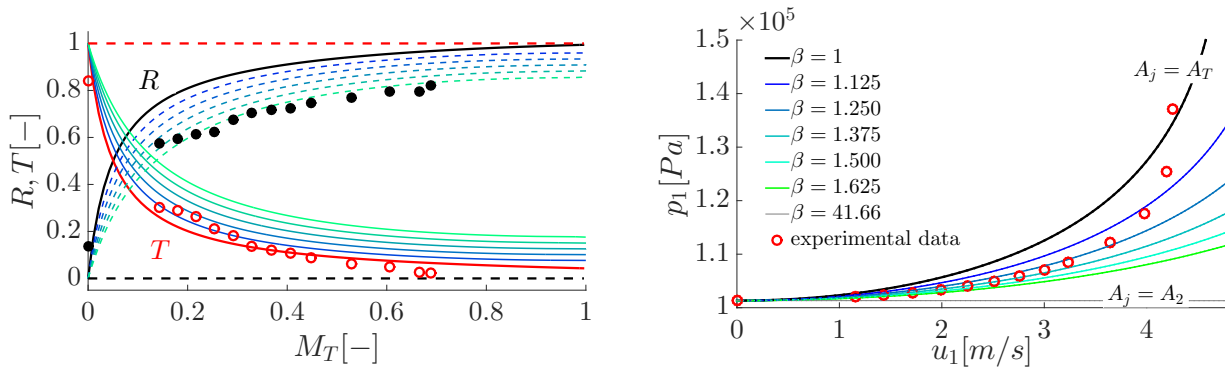 1
0.8
0.6
0.4
0.2
0
R, T [−]
R
T
0 0.2 0.4 0.6 0.8 1
M_T[−]
×10^5
1.5
1.4
1.3
1.2
1.1
1
p_1[Pa]
β = 1
β = 1.125
β = 1.250
β = 1.375
β = 1.500
β = 1.625
β = 41.66
experimental data
A_j = A_T
A_j = A_2
0 1 2 3 4
u_1[m/s]